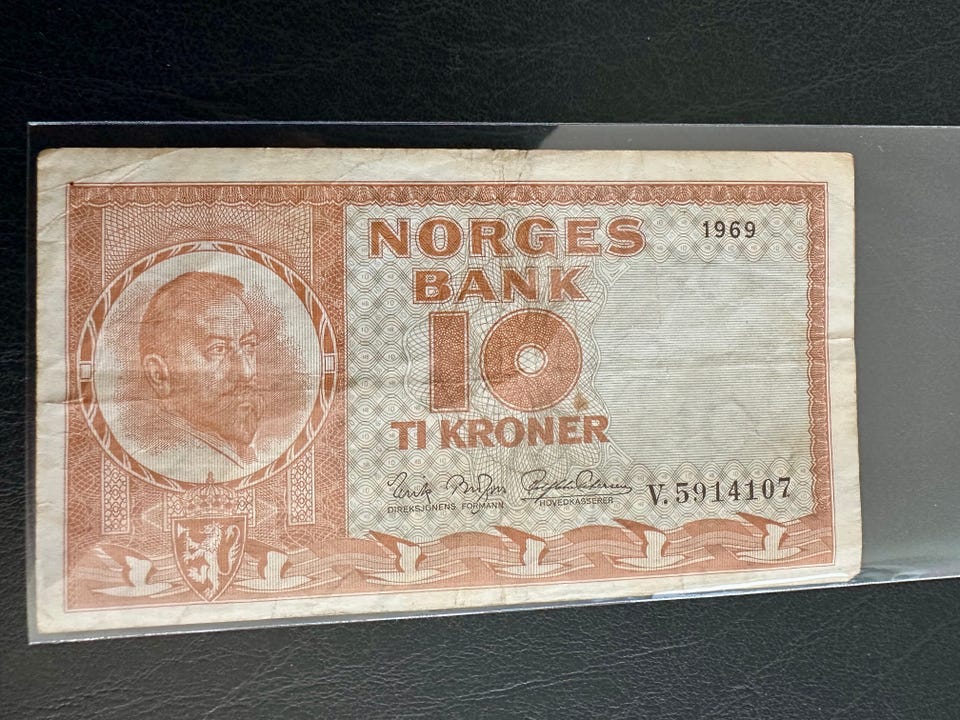 NORGES
BANK
1969
10
TI KRONER
DIREKSJONENS FORMANN
HOVEDKASSERER
V.5914107